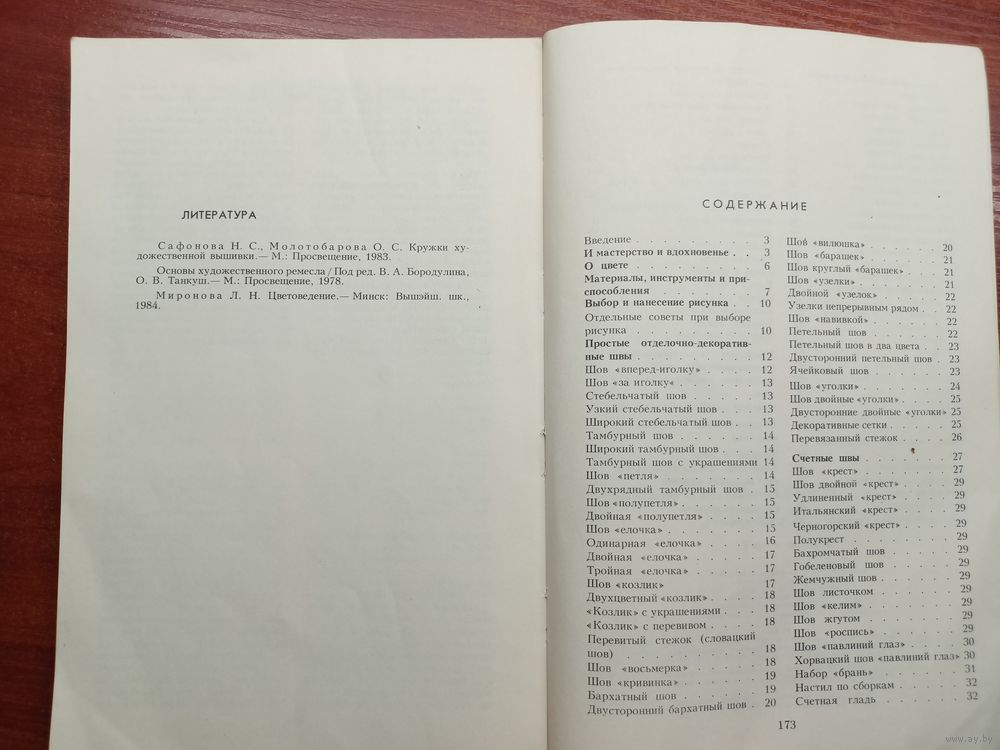 ЛИТЕРАТУРА
Сафонова Н. С., Молотобарова О. С. Кружки ху-
дожественной вышивки.— М.: Просвещение, 1983.
Основы художественного ремесла / Под ред. В. А. Бородулина,
О. В. Танкуш.— М.: Просвещение, 1978.
Миронова Л. Н. Цветоведение.— Минск: Вышэйш. шк.,
1984.
СОДЕРЖАНИЕ
Введение . . . . . . . . . 3
И мастерство и вдохновенье . . 3
О цвете . . . . . . . . . 6
Материалы, инструменты и при-
способления . . . . . . . 7
Выбор и нанесение рисунка . . 10
Отдельные советы при выборе
рисунка . . . . . . . . . 10
Простые отделочно-декоратив-
ные швы . . . . . . . . . 12
Шов «вперед-иголку» . . . . . 12
Шов «за иголку« . . . . . . 13
Стебельчатый шов . . . . . 13
Узкий стебельчатый шов . . . 13
Широкий стебельчатый шов . . 13
Тамбурный шов . . . . . . 14
Широкий тамбурный шов . . . 14
Тамбурный шов с украшениями 14
Шов «петля» . . . . . . . 14
Двухрядный тамбурный шов . 15
Шов «полупетля» . . . . . . 15
Двойная «полупетля» . . . . 15
Шов «елочка» . . . . . . . 15
Одинарная «елочка» . . . . 16
Двойная «елочка» . . . . . 17
Тройная «елочка» . . . . . 17
Шов «козлик» 17
Двухцветный «козлик» . . . . 18
«Козлик» с украшениями . . . 18
«Козлик» с перевивом . . . . 18
Перевитый стежок (словацкий
шов) . . . . . . . . . . 18
Шов «восьмерка» . . . . . 18
Шов «кривинка» . . . . . . 19
Бархатный шов . . . . . . 19
Двусторонний бархатный шов . 20
Шов «вилюшка» . . . . . . 20
Шов «барашек» . . . . . . 21
Шов круглый «барашек» . . . 21
Шов «узелки» . . . . . . . 21
Двойной «узелок» . . . . . 22
Узелки непрерывным рядом . . 22
Шов «навивкой» . . . . . . 22
Петельный шов . . . . . . 22
Петельный шов в два цвета . . 23
Двусторонний петельный шов . 23
Ячейковый шов . . . . . . 23
Шов «уголки» . . . . . . . 24
Шов двойные «уголки» . . . . 25
Двусторонние двойные «уголки» 25
Декоративные сетки . . . . . 25
Перевязанный стежок . . . . 26
Счетные швы . . . . . . . 27
Шов «крест» . . . . . . . 27
Шов двойной «крест» . . . . 29
Удлиненный «крест» . . . . . 29
Итальянский «крест» . . . . 29
Черногорский «крест» . . . . 29
Полукрест . . . . . . . . 29
Бахромчатый шов . . . . . 29
Гобеленовый шов . . . . . 29
Жемчужный шов . . . . . . 29
Шов листочком . . . . . . 29
Шов «келим» . . . . . . . 29
Шов жгутом . . . . . . . 29
Шов «роспись» . . . . . . 29
Шов «павлиний глаз» . . . . 30
Хорвацкий шов «павлиний глаз» 30
Набор «брань» . . . . . . 31
Настил по сборкам . . . . . 32
Счетная гладь . . . . . . 32
173
www.ay.by